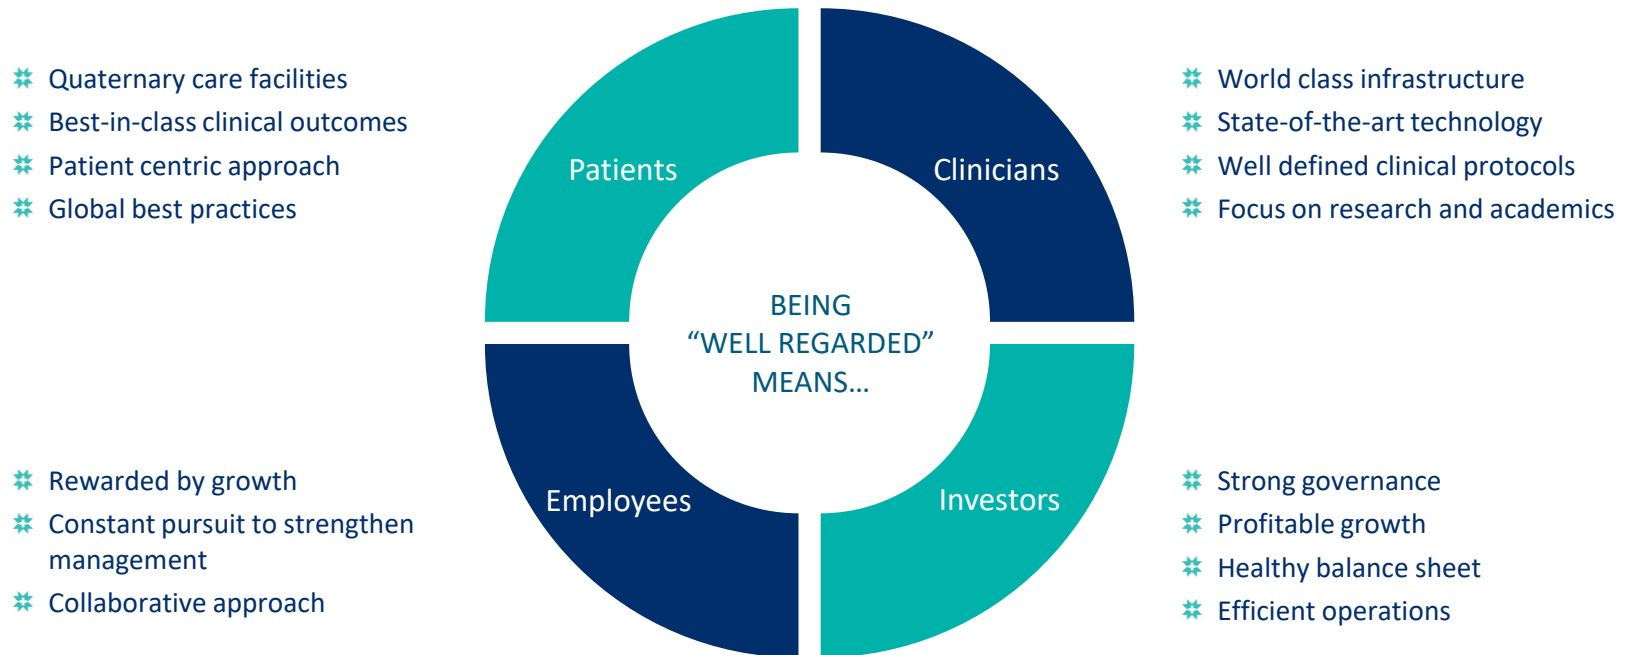 Quaternary care facilities
Best-in-class clinical outcomes
Patient centric approach
Global best practices
Patients
Clinicians
World class infrastructure
State-of-the-art technology
Well defined clinical protocols
Focus on research and academics
BEING
“WELL REGARDED”
MEANS…
Rewarded by growth
Constant pursuit to strengthen
management
Collaborative approach
Employees
Investors
Strong governance
Profitable growth
Healthy balance sheet
Efficient operations